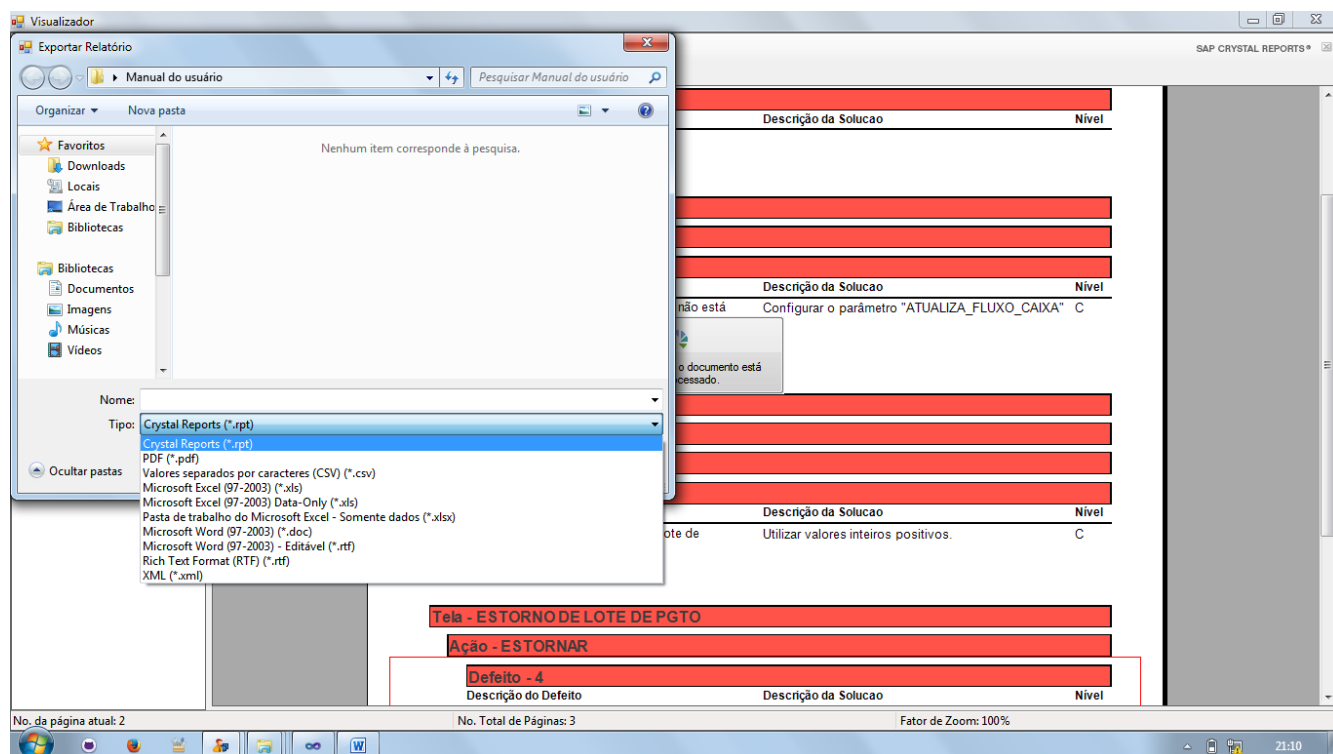 Visualizador
Exportar Relatório
SAP CRYSTAL REPORTS®
Manual do usuário
Pesquisar Manual do usuário
Organizar
Nova pasta
Favoritos
Downloads
Locais
Área de Trabalho
Bibliotecas
Bibliotecas
Documentos
Imagens
Músicas
Vídeos
Nenhum item corresponde à pesquisa.
Nome:
Tipo: Crystal Reports (*.rpt)
Crystal Reports (*.rpt)
PDF (*.pdf)
Valores separados por caracteres (CSV) (*.csv)
Microsoft Excel (97-2003) (*.xls)
Microsoft Excel (97-2003) Data-Only (*.xls)
Pasta de trabalho do Microsoft Excel - Somente dados (*.xlsx)
Microsoft Word (97-2003) (*.doc)
Microsoft Word (97-2003) - Editável (*.rtf)
Rich Text Format (RTF) (*.rtf)
XML (*.xml)
Ocultar pastas
Descrição da Solucao Nível
Descrição da Solucao Nível
não está Configurar o parâmetro "ATUALIZA_FLUXO_CAIXA" C
o documento está
Descrição da Solucao Nível
de Utilizar valores inteiros positivos. C
Tela - ESTORNO DE LOTE DE PGTO
Ação - ESTORNAR
Defeito - 4
Descrição do Defeito Descrição da Solucao Nível
No. da página atual: 2 No. Total de Páginas: 3 Fator de Zoom: 100%
21:10